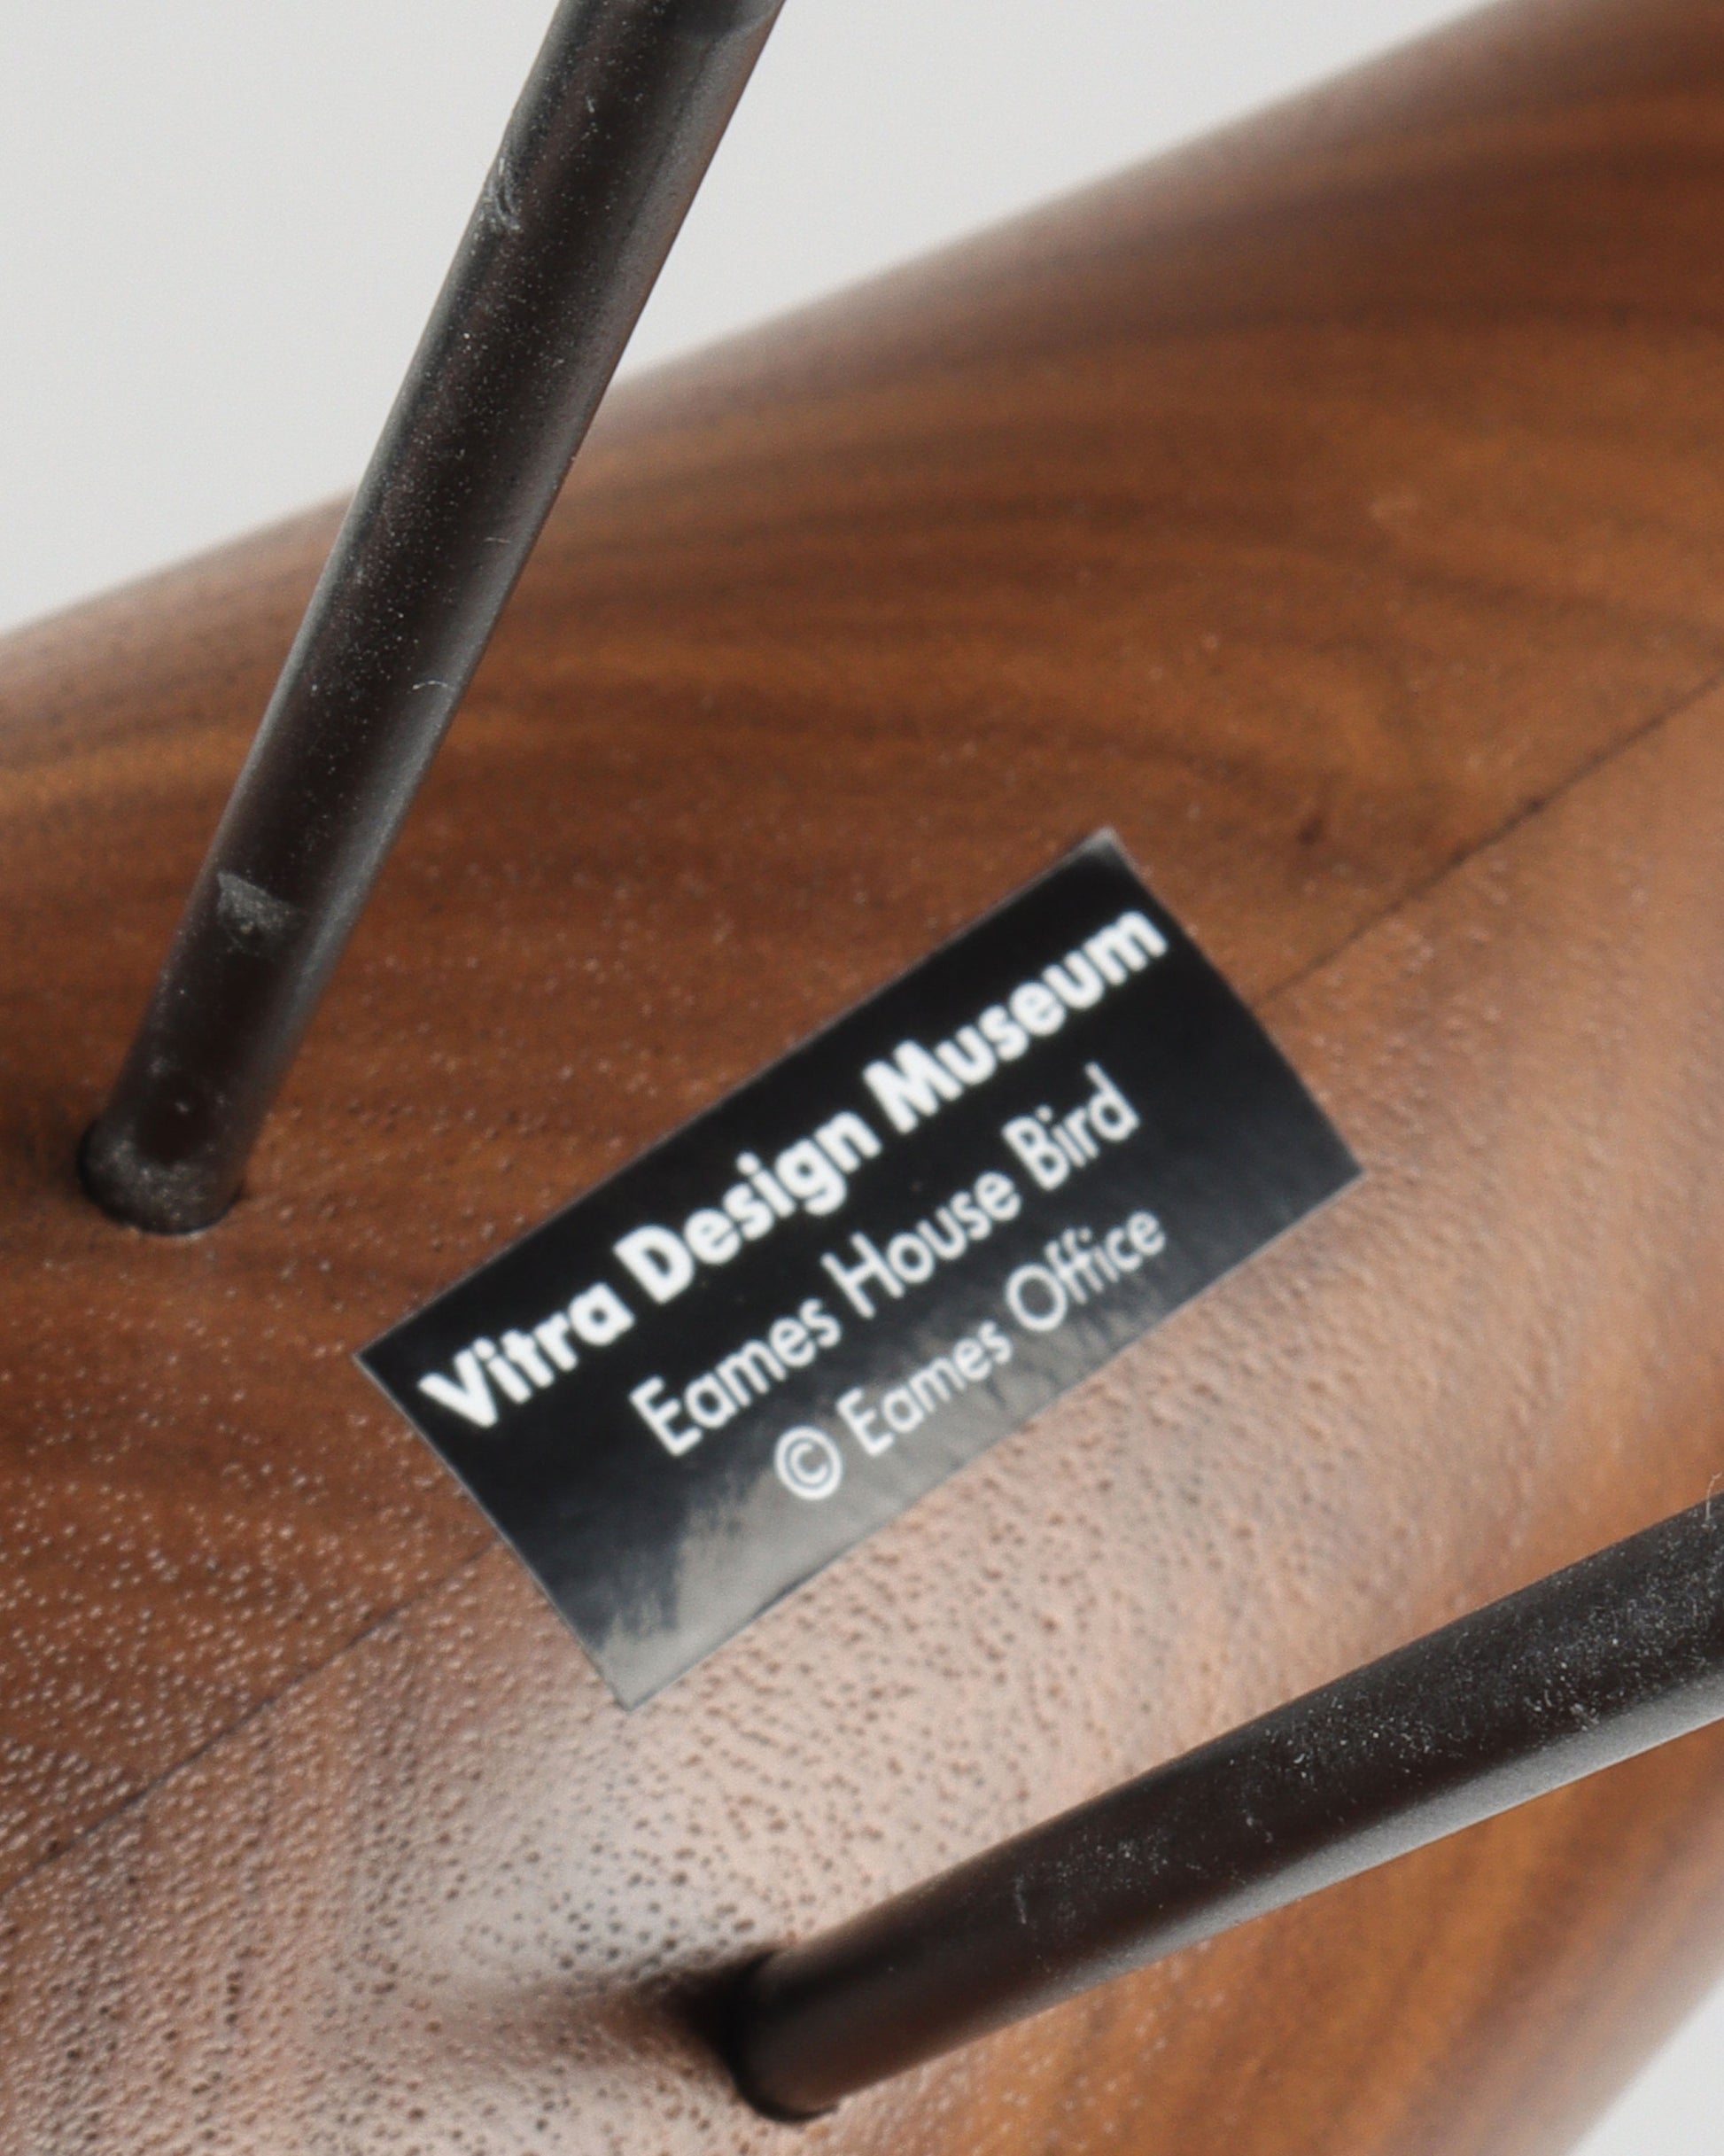 Vitra Design Museum
Eames House Bird
© Eames Office